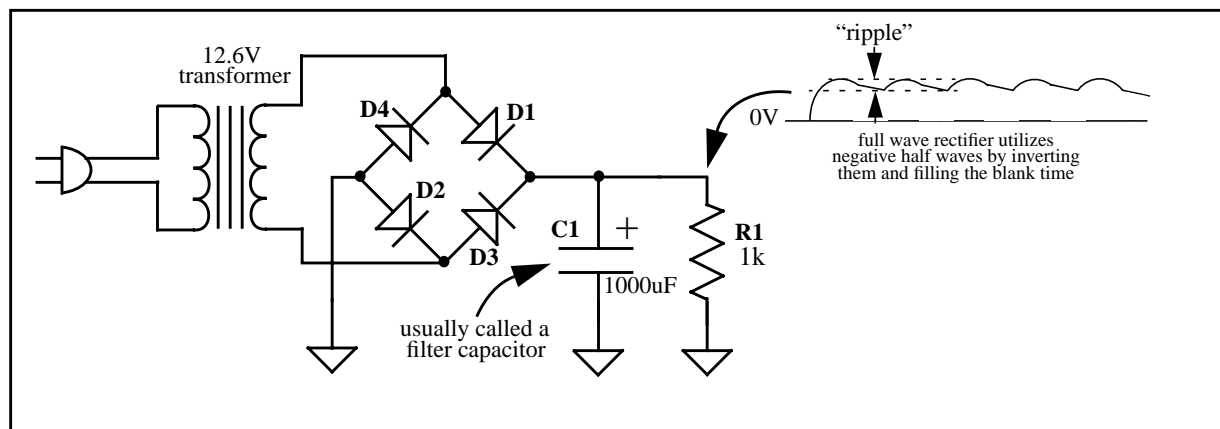 12.6V
transformer
D4
D1
D2
D3
C1
+
1000uF
R1
1k
usually called a
filter capacitor
“ripple”
0V
full wave rectifier utilizes
negative half waves by inverting
them and filling the blank time